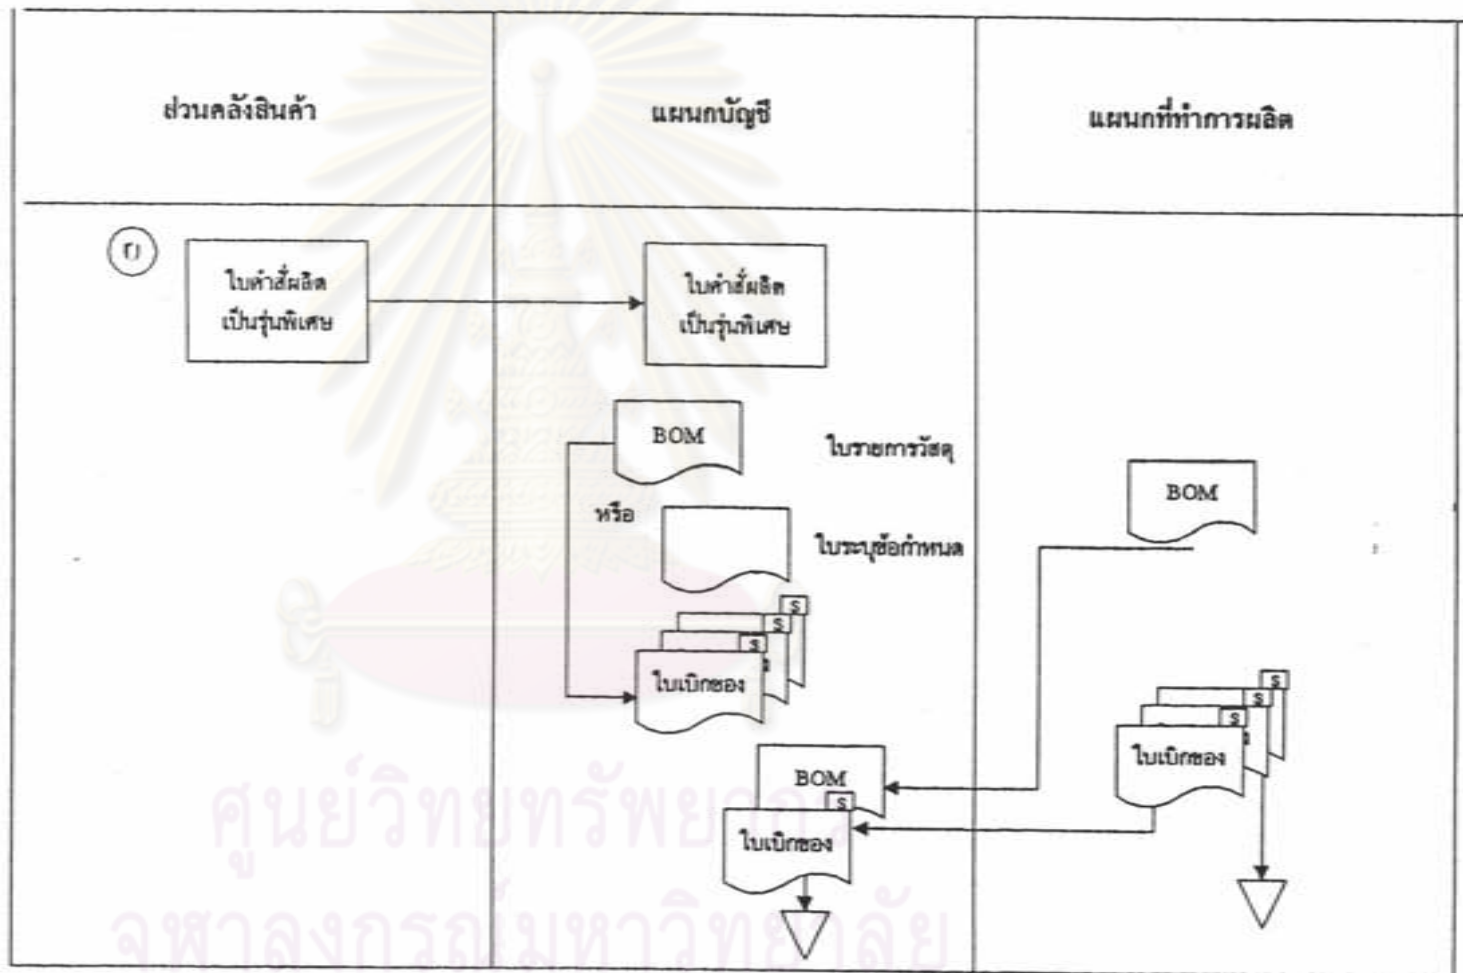 ส่วนคลังสินค้า
แผนกบัญชี
แผนกที่ทำการผลิต
ใบคำสั่งผลิต
เป็นรุ่นพิเศษ
ใบคำสั่งผลิต
เป็นรุ่นพิเศษ
BOM
ใบรายการวัสดุ
BOM
หรือ
ใบระบุข้อกำหนด
S
S
S
ใบเบิกของ
S
S
S
ใบเบิกของ
BOM
S
ใบเบิกของ
ศูนย์วิทยทรัพยากร
จุฬาลงกรณ์มหาวิทยาลัย